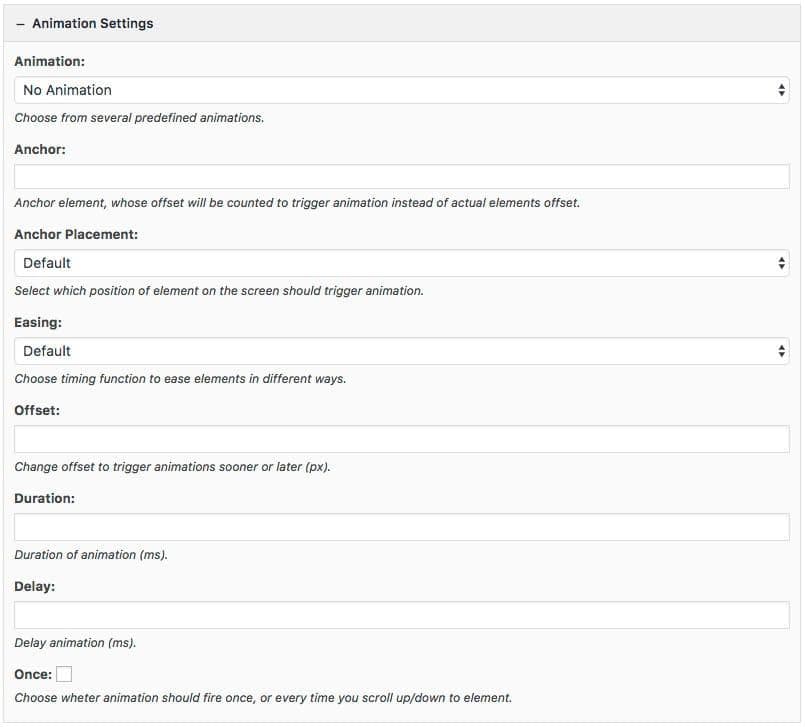 – Animation Settings
Animation:
No Animation
Choose from several predefined animations.
Anchor:
Anchor element, whose offset will be counted to trigger animation instead of actual elements offset.
Anchor Placement:
Default
Select which position of element on the screen should trigger animation.
Easing:
Default
Choose timing function to ease elements in different ways.
Offset:
Change offset to trigger animations sooner or later (px).
Duration:
Duration of animation (ms).
Delay:
Delay animation (ms).
Once:
Choose wheter animation should fire once, or every time you scroll up/down to element.